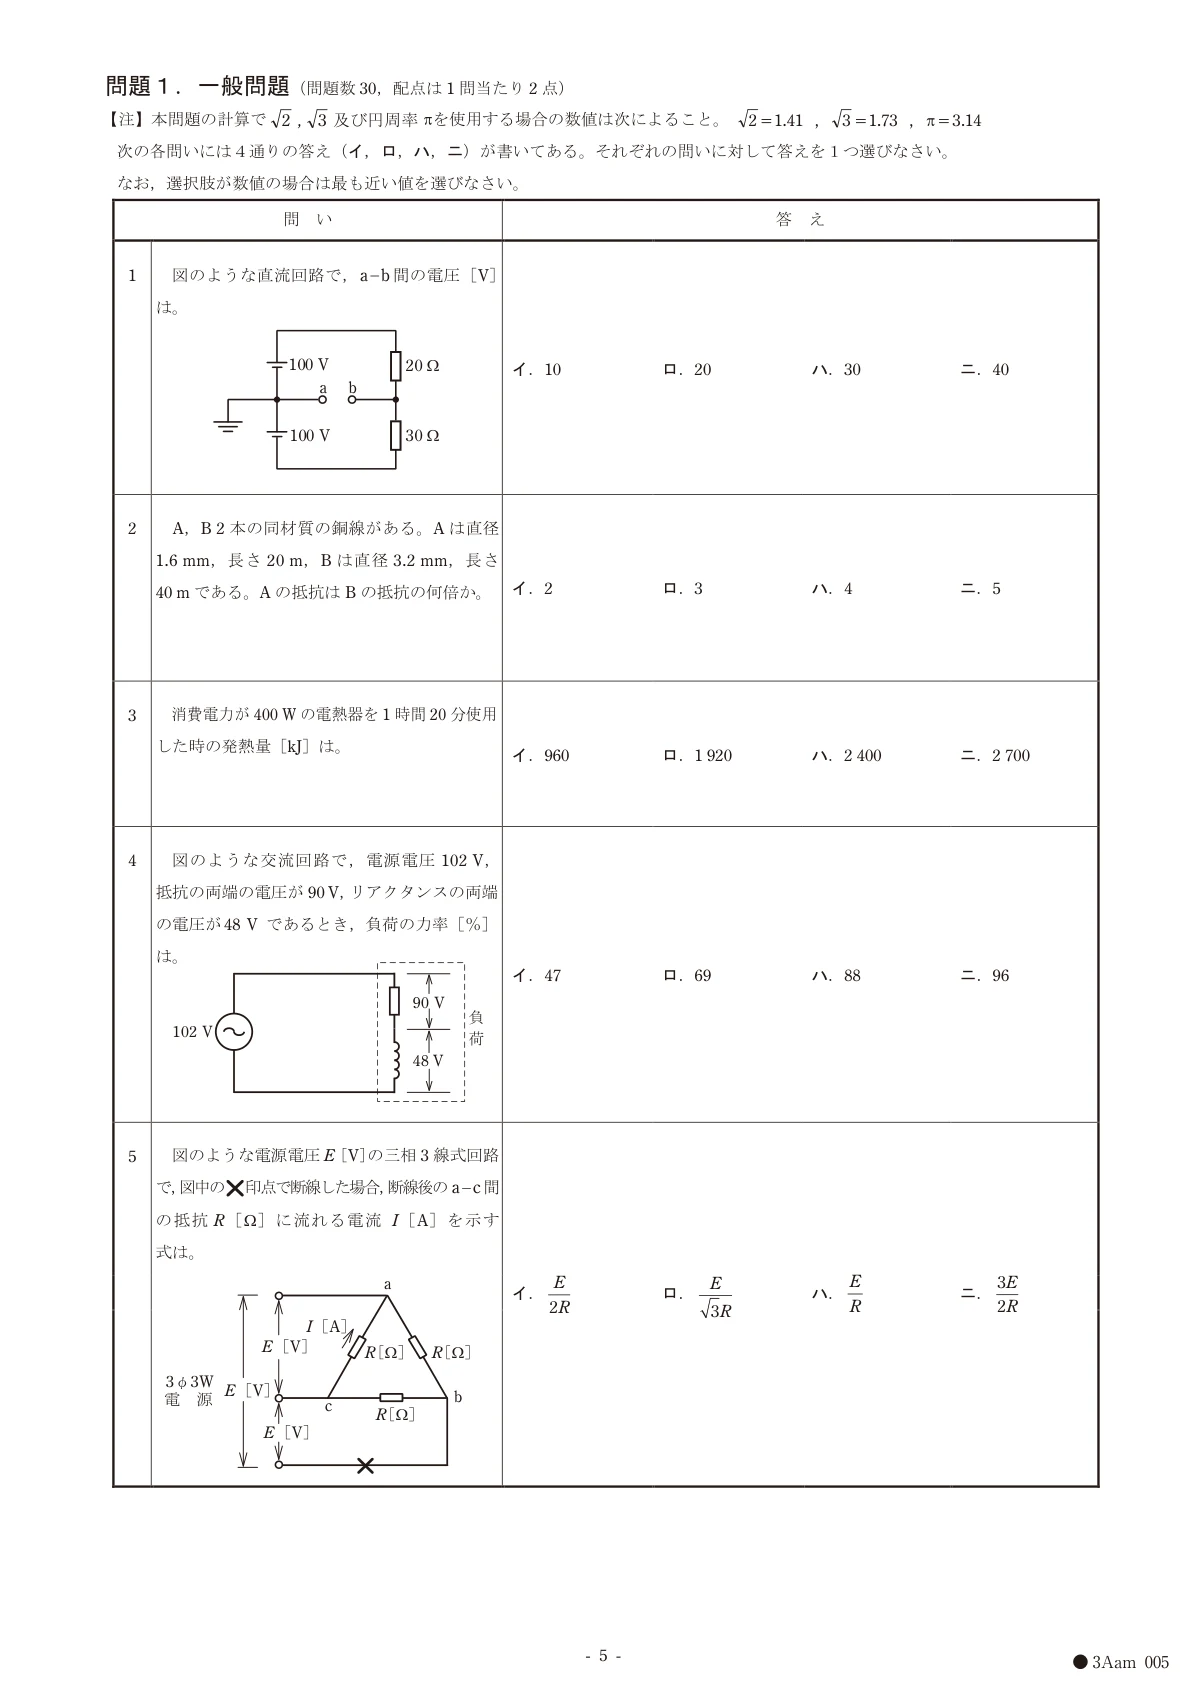 問題１．一般問題（問題数 30，配点は 1 問当たり 2 点）
【注】本問題の計算で √2 , √3 及び円周率 π を使用する場合の数値は次によること。 √2＝1.41 ， √3＝1.73 ， π＝3.14
次の各問いには４通りの答え（イ，ロ，ハ，ニ）が書いてある。それぞれの問いに対して答えを１つ選びなさい。
なお，選択肢が数値の場合は最も近い値を選びなさい。
問　い　答　え
1　図のような直流回路で，a−b 間の電圧［V］
は。
100 V　20 Ω
a　b
100 V　30 Ω
イ．10　ロ．20　ハ．30　ニ．40
2　A，B 2 本の同材質の銅線がある。A は直径
1.6 mm，長さ 20 m，B は直径 3.2 mm，長さ
40 m である。A の抵抗は B の抵抗の何倍か。
イ．2　ロ．3　ハ．4　ニ．5
3　消費電力が 400 W の電熱器を 1 時間 20 分使用
した時の発熱量［kJ］は。
イ．960　ロ．1 920　ハ．2 400　ニ．2 700
4　図のような交流回路で，電源電圧 102 V，
抵抗の両端の電圧が 90 V，リアクタンスの両端
の電圧が 48 V であるとき，負荷の力率［％］
は。
102 V　90 V　負荷
48 V
イ．47　ロ．69　ハ．88　ニ．96
5　図のような電源電圧 E［V］の三相 3 線式回路
で，図中の✕印点で断線した場合，断線後の a−c 間
の抵抗 R［Ω］に流れる電流 I［A］を示す
式は。
a
I［A］
E［V］　R［Ω］　R［Ω］
3φ3W
電　源　E［V］　c　b
R［Ω］
E［V］
イ．E/2R　ロ．E/√3R　ハ．E/R　ニ．3E/2R
- 5 -
●3Aam 005